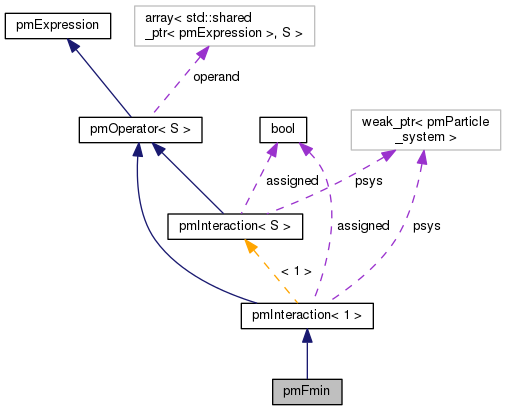 pmExpression
array< std::shared
_ptr< pmExpression >, S >
operand
pmOperator< S >
bool
weak_ptr< pmParticle
_system >
assigned
psys
pmInteraction< S >
assigned
psys
< 1 >
pmInteraction< 1 >
pmFmin